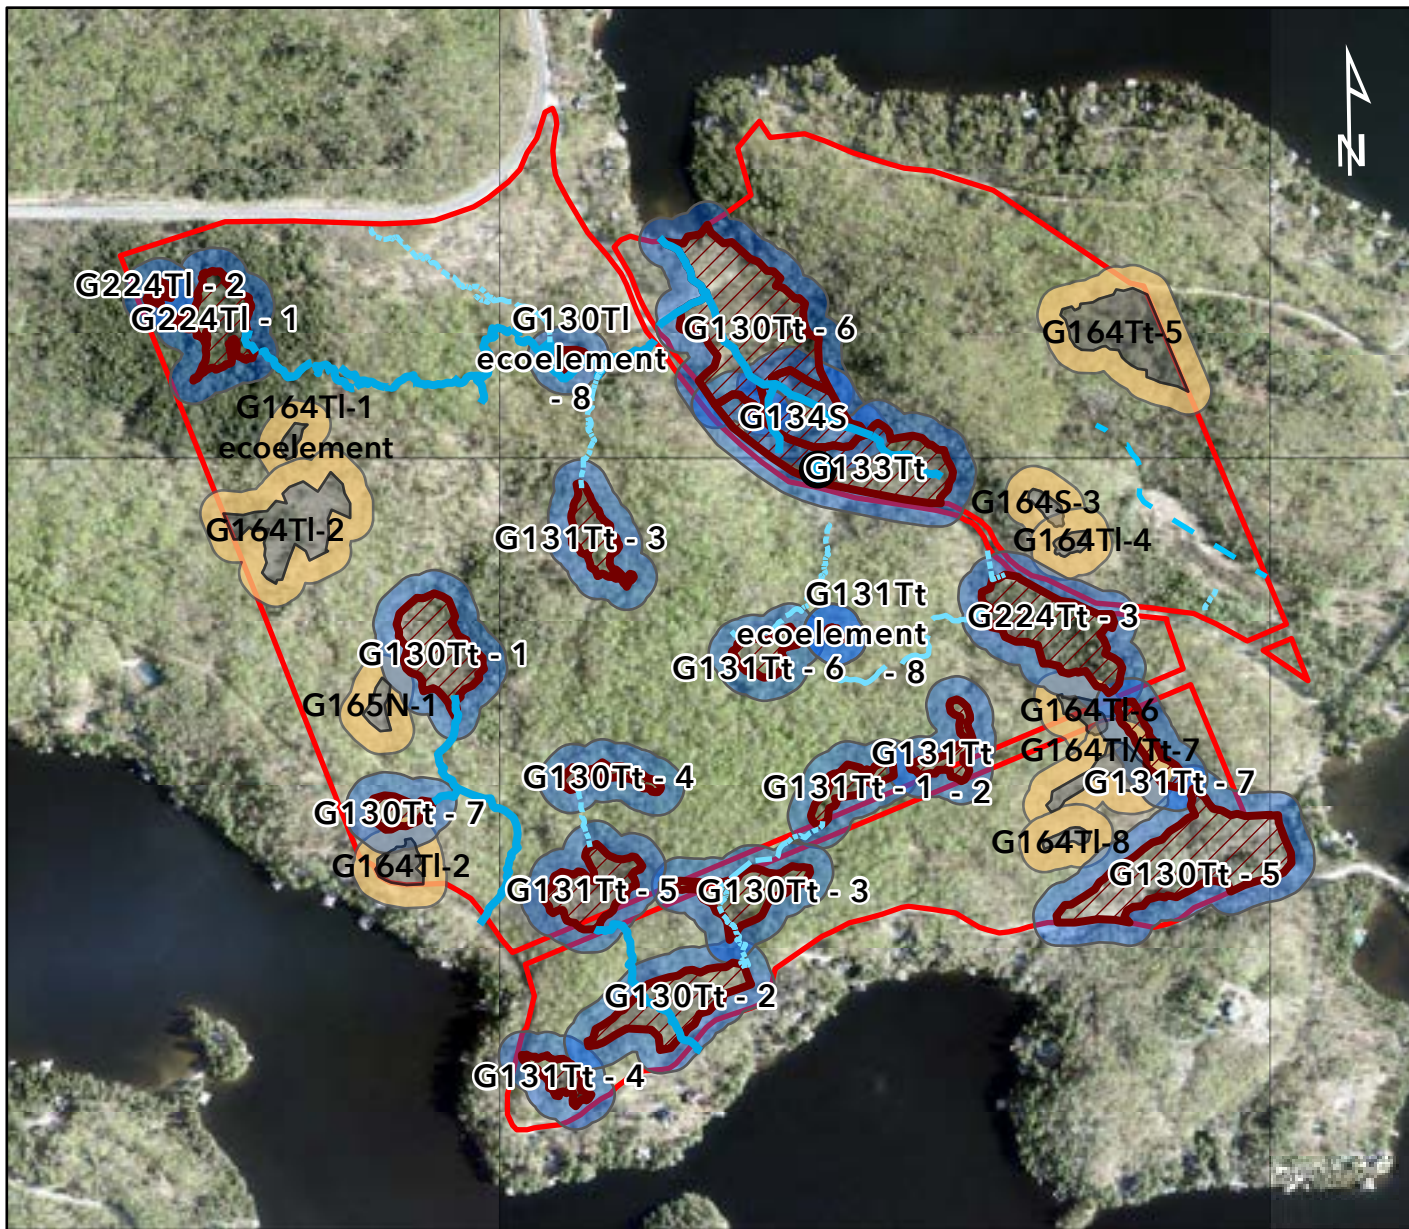 N
G224Tl - 2
G224Tl - 1
G130Tl
ecoelement
- 8
G130Tt - 6
G164Tt-5
G164Tl-1
ecoelement
G134S
G133Tt
G164Tl-2
G131Tt - 3
G164S-3
G164Tl-4
G131Tt
ecoelement
- 8
G224Tt - 3
G130Tt - 1
G131Tt - 6
G165N-1
G164Tl-6
G164Tl/Tt-7
G130Tt - 4
G131Tt
- 2
G131Tt - 1
G131Tt - 7
G130Tt - 7
G164Tl-8
G164Tl-2
G131Tt - 5
G130Tt - 3
G130Tt - 5
G130Tt - 2
G131Tt - 4